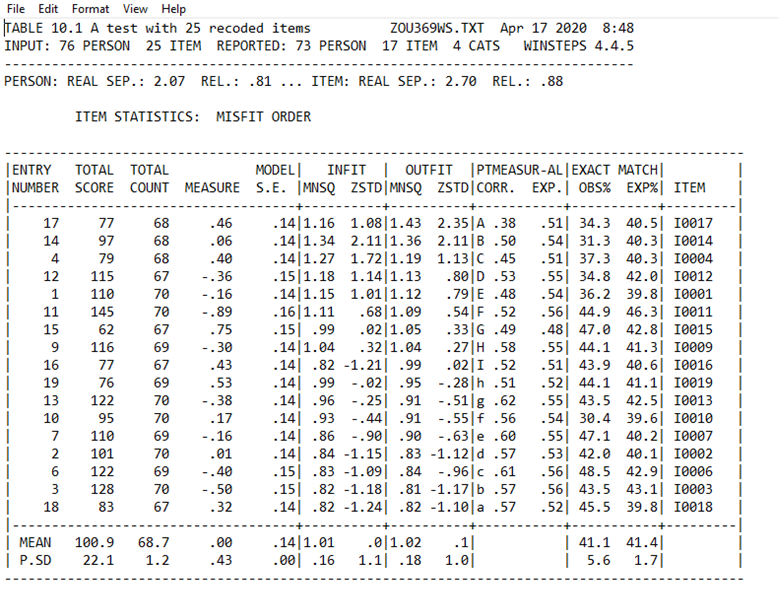 File Edit Format View Help
TABLE 10.1 A test with 25 recoded items ZOU369WS.TXT Apr 17 2020 8:48
INPUT: 76 PERSON 25 ITEM REPORTED: 73 PERSON 17 ITEM 4 CATS WINSTEPS 4.4.5
--------------------------------------------------------------------------------
PERSON: REAL SEP.: 2.07 REL.: .81 ... ITEM: REAL SEP.: 2.70 REL.: .88
ITEM STATISTICS: MISFIT ORDER
--------------------------------------------------------------------------------------------
|ENTRY TOTAL TOTAL MODEL| INFIT | OUTFIT |PTMEASUR-AL|EXACT MATCH| |
|NUMBER SCORE COUNT MEASURE S.E. |MNSQ ZSTD|MNSQ ZSTD|CORR. EXP.| OBS% EXP%| ITEM |
|------------------------------------+----------+----------+-----------+-----------+---------|
| 17 77 68 .46 .14|1.16 1.08|1.43 2.35|A .38 .51| 34.3 40.5| I0017 |
| 14 97 68 .06 .14|1.34 2.11|1.36 2.11|B .50 .54| 31.3 40.3| I0014 |
| 4 79 68 .40 .14|1.27 1.72|1.19 1.13|C .45 .51| 37.3 40.3| I0004 |
| 12 115 67 -.36 .15|1.18 1.14|1.13 .80|D .53 .55| 34.8 42.0| I0012 |
| 1 110 70 -.16 .14|1.15 1.01|1.12 .79|E .48 .54| 36.2 39.8| I0001 |
| 11 145 70 -.89 .16|1.11 .68|1.09 .54|F .52 .56| 44.9 46.3| I0011 |
| 15 62 67 .75 .15| .99 .02|1.05 .33|G .49 .48| 47.0 42.8| I0015 |
| 9 116 69 -.30 .14|1.04 .32|1.04 .27|H .58 .55| 44.1 41.3| I0009 |
| 16 77 67 .43 .14| .82 -1.21| .99 .02|I .52 .51| 43.9 40.6| I0016 |
| 19 76 69 .53 .14| .99 -.02| .95 -.28|h .51 .52| 44.1 41.1| I0019 |
| 13 122 70 -.38 .14| .96 -.25| .91 -.51|g .62 .55| 43.5 42.5| I0013 |
| 10 95 70 .17 .14| .93 -.44| .91 -.55|f .56 .54| 30.4 39.6| I0010 |
| 7 110 69 -.16 .14| .86 -.90| .90 -.63|e .60 .55| 47.1 40.2| I0007 |
| 2 101 70 .01 .14| .84 -1.15| .83 -1.12|d .57 .53| 42.0 40.1| I0002 |
| 6 122 69 -.40 .15| .83 -1.09| .84 -.96|c .61 .56| 48.5 42.9| I0006 |
| 3 128 70 -.50 .15| .82 -1.18| .81 -1.17|b .57 .56| 43.5 43.1| I0003 |
| 18 83 67 .32 .14| .82 -1.24| .82 -1.10|a .57 .52| 45.5 39.8| I0018 |
|------------------------------------+----------+----------+-----------+-----------+---------|
| MEAN 100.9 68.7 .00 .14|1.01 .0|1.02 .1| | 41.1 41.4| |
| P.SD 22.1 1.2 .43 .00| .16 1.1| .18 1.0| | 5.6 1.7| |
--------------------------------------------------------------------------------------------